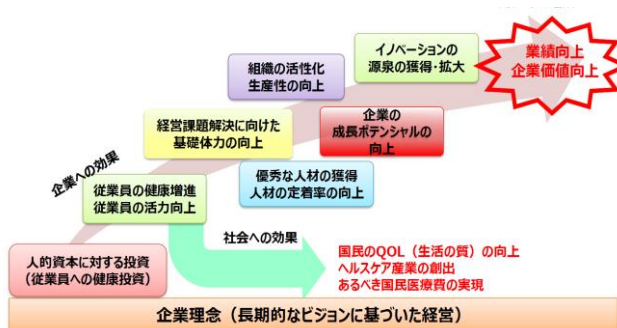 イノベーションの
源泉の獲得・拡大
業績向上
企業価値向上
組織の活性化
生産性の向上
経営課題解決に向けた
基礎体力の向上
企業の
成長ポテンシャルの
向上
企業への効果
従業員の健康増進
従業員の活力向上
優秀な人材の獲得
人材の定着率の向上
社会への効果
人的資本に対する投資
（従業員への健康投資）
国民のQOL（生活の質）の向上
ヘルスケア産業の創出
あるべき国民医療費の実現
企業理念（長期的なビジョンに基づいた経営）